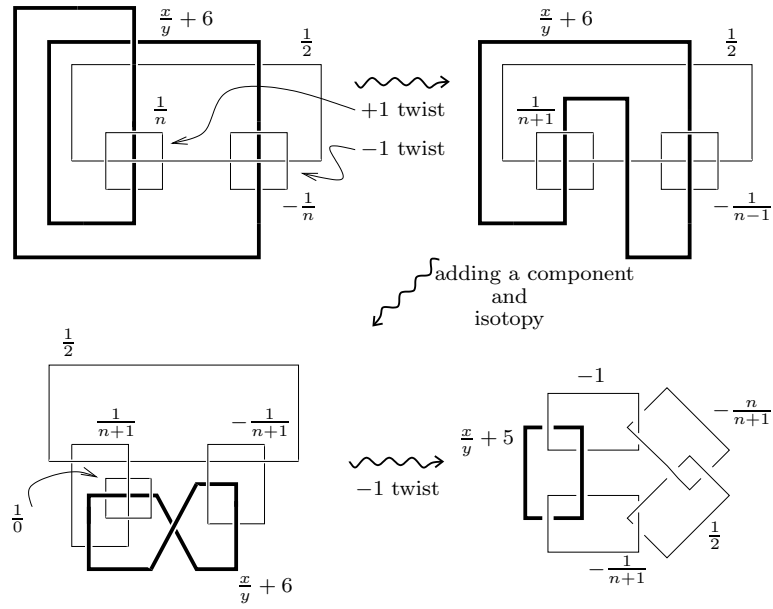 x/y + 6
1/2
1/n
+1 twist
−1 twist
−1/n
x/y + 6
1/2
1/n+1
−1/n−1
adding a component
and
isotopy
1/2
1/n+1
−1/n+1
1/0
x/y + 6
−1 twist
−1
x/y + 5
−n/n+1
1/2
−1/n+1